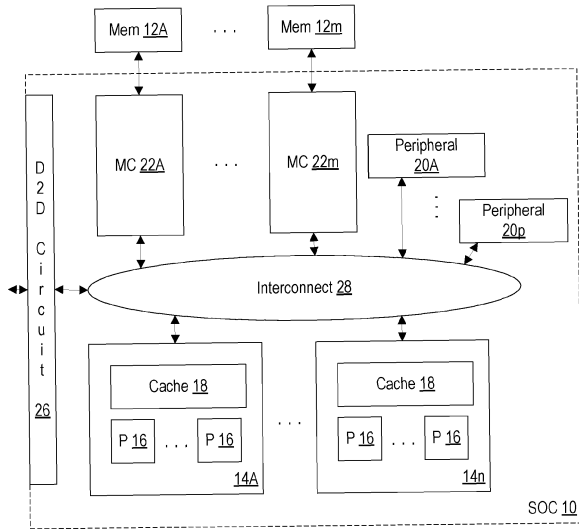 Mem 12A
. . .
Mem 12m
MC 22A
. . .
MC 22m
Peripheral
20A
. . .
Peripheral
20p
D2D Circuit 26
Interconnect 28
Cache 18
P 16 . . . P 16
14A
. . .
Cache 18
P 16 . . . P 16
14n
SOC 10